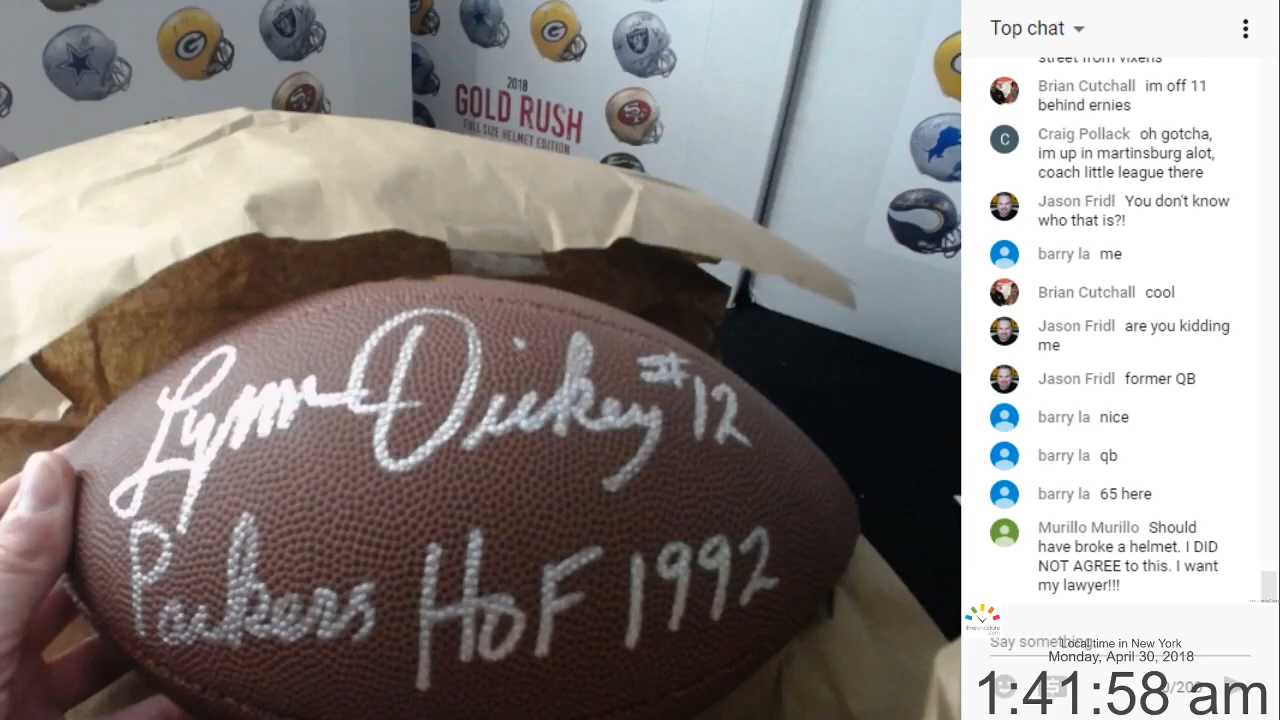 2018
GOLD RUSH
FULL SIZE HELMET EDITION
Lynn Dickey #12
Packers HOF 1992
Top chat
street from vixens
Brian Cutchall im off 11
behind ernies
C
Craig Pollack oh gotcha,
im up in martinsburg alot,
coach little league there
Jason Fridl You don't know
who that is?!
barry la me
Brian Cutchall cool
Jason Fridl are you kidding
me
Jason Fridl former QB
barry la nice
barry la qb
barry la 65 here
Murillo Murillo Should
have broke a helmet. I DID
NOT AGREE to this. I want
my lawyer!!!
Say something...
Local time in New York
Monday, April 30, 2018
1:41:58 am